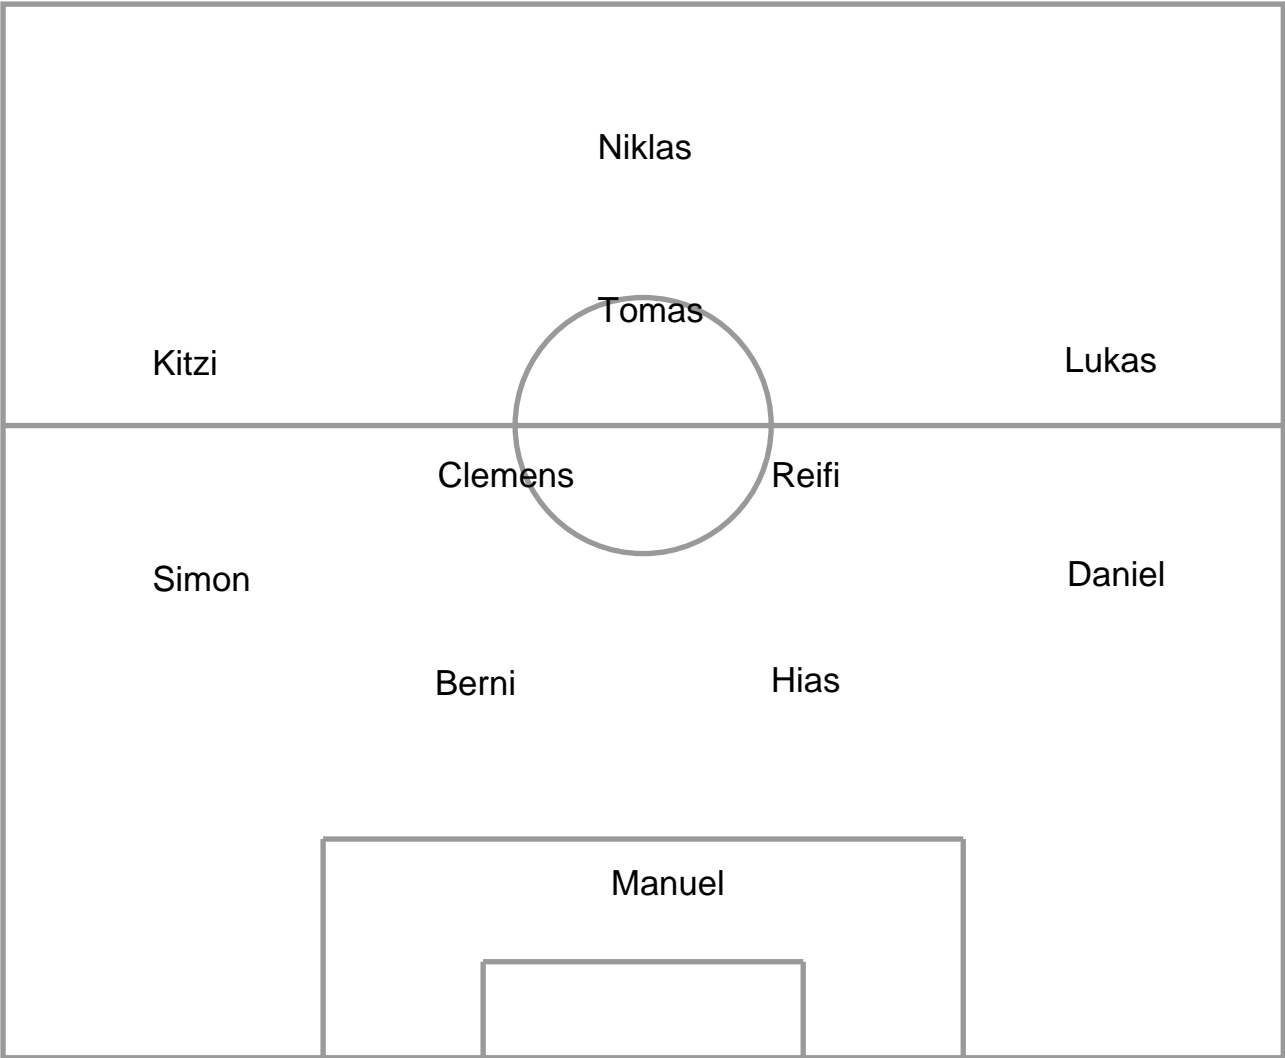 Niklas
Tomas
Kitzi
Lukas
Clemens
Reifi
Simon
Daniel
Berni
Hias
Manuel